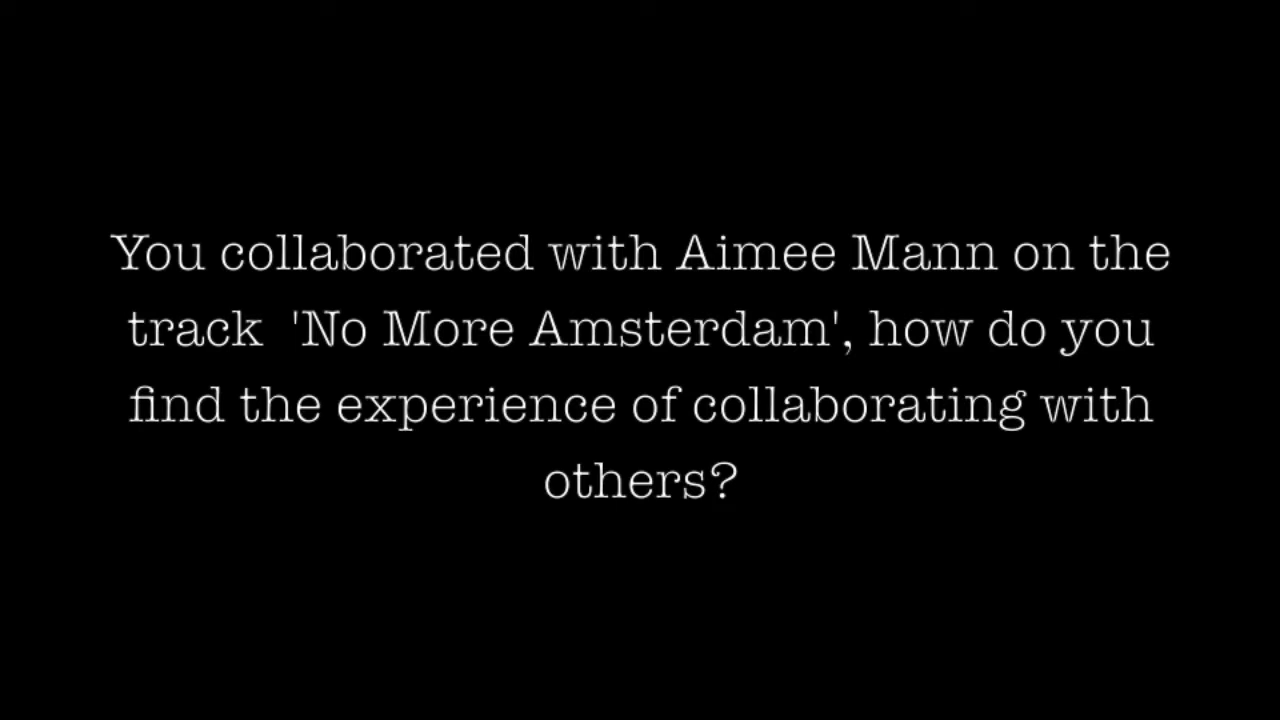 You collaborated with Aimee Mann on the
track  'No More Amsterdam', how do you
find the experience of collaborating with
others?